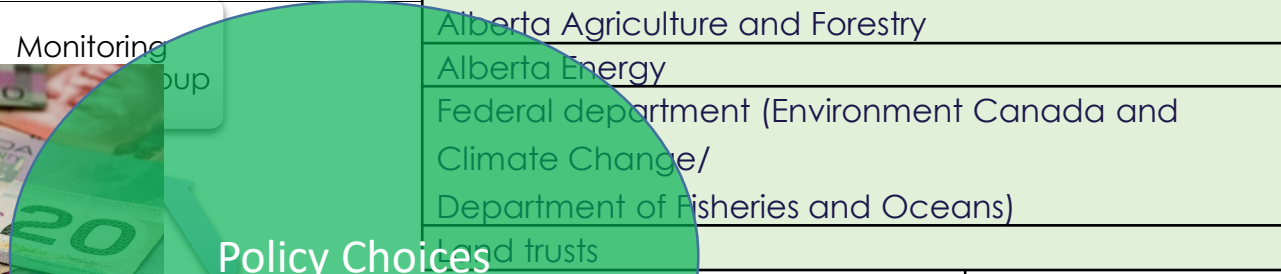 Monitoring
oup
20
Policy Choices
Alberta Agriculture and Forestry
Alberta Energy
Federal department (Environment Canada and
Climate Change/
Department of Fisheries and Oceans)
Land trusts